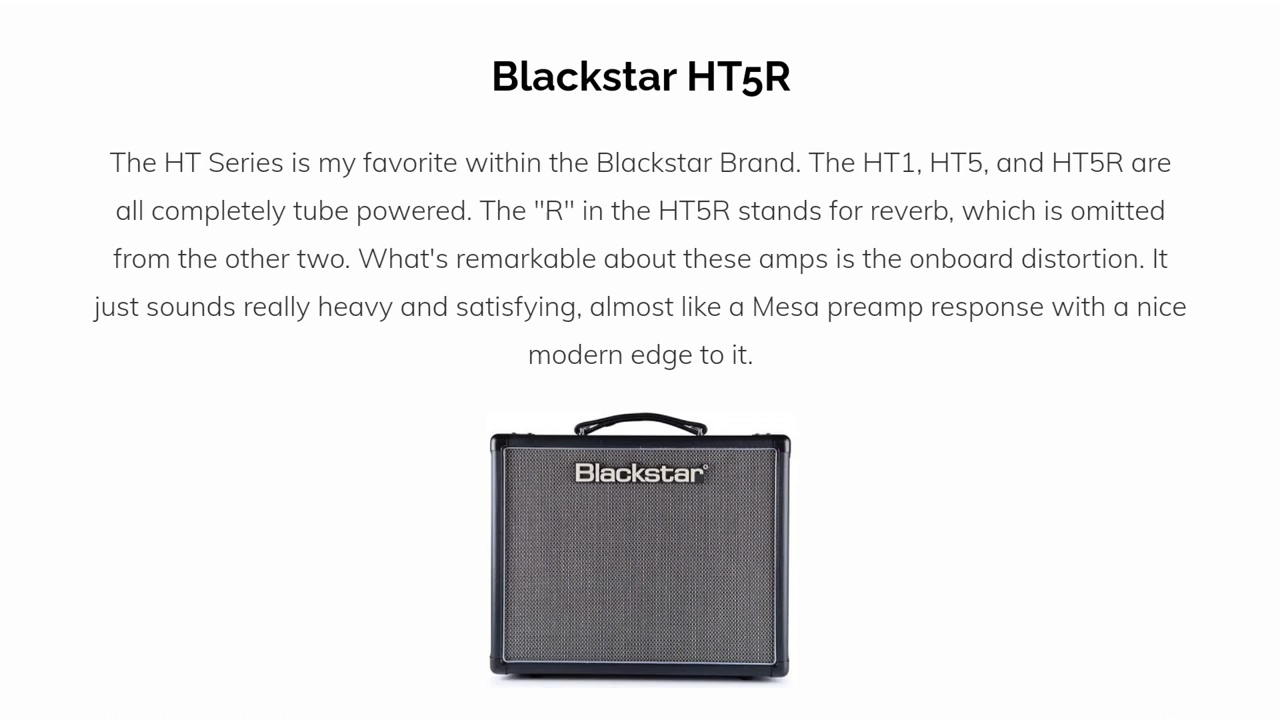 Blackstar HT5R
The HT Series is my favorite within the Blackstar Brand. The HT1, HT5, and HT5R are
all completely tube powered. The "R" in the HT5R stands for reverb, which is omitted
from the other two. What's remarkable about these amps is the onboard distortion. It
just sounds really heavy and satisfying, almost like a Mesa preamp response with a nice
modern edge to it.
Blackstar